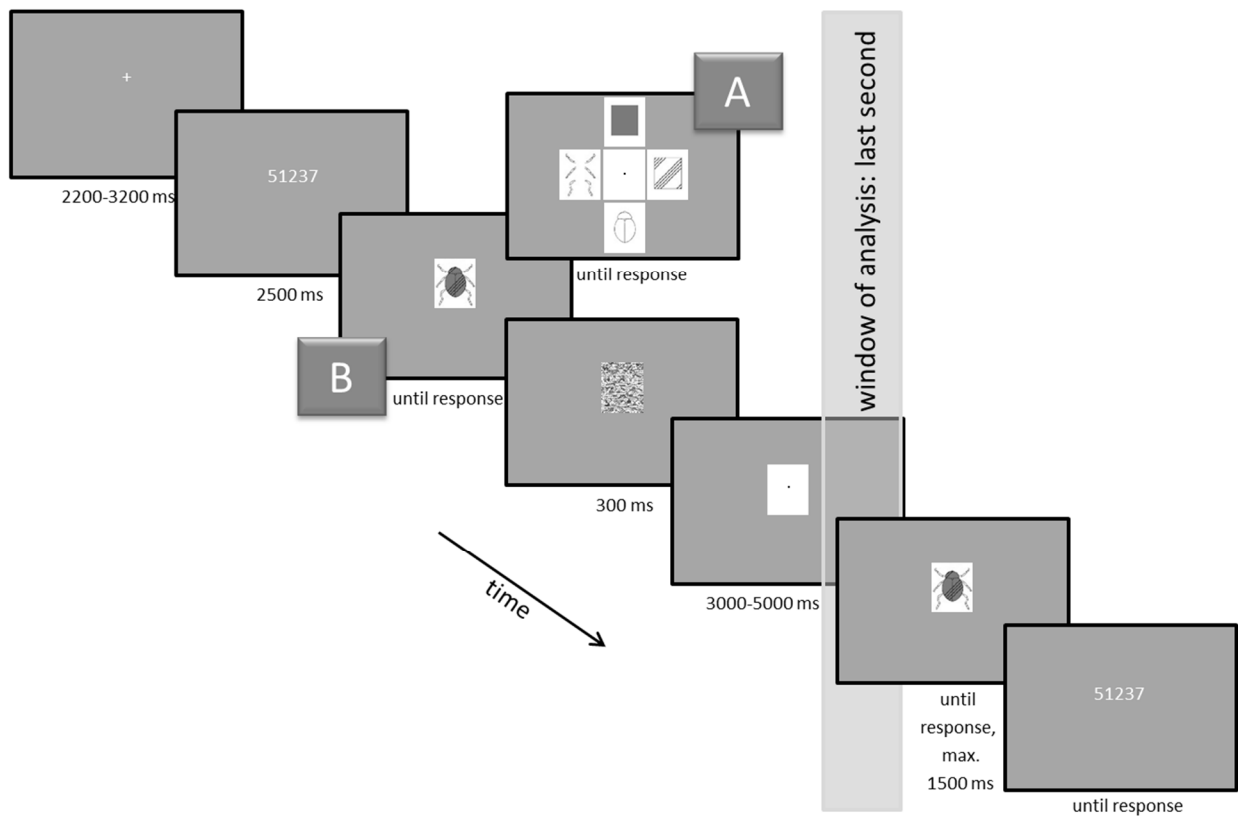 +
2200-3200 ms
51237
2500 ms
A
until response
B
until response
300 ms
time
3000-5000 ms
window of analysis: last second
until
response,
max.
1500 ms
51237
until response